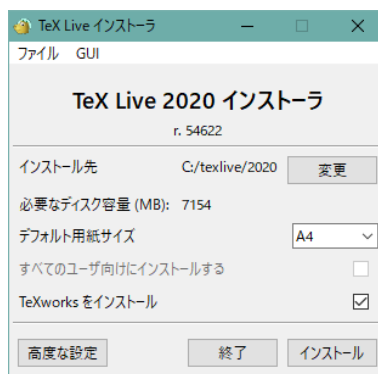 TeX Live インストーラ
ファイル GUI
TeX Live 2020 インストーラ
r. 54622
インストール先 C:/texlive/2020 変更
必要なディスク容量 (MB): 7154
デフォルト用紙サイズ A4
すべてのユーザ向けにインストールする
TeXworks をインストール
高度な設定 終了 インストール